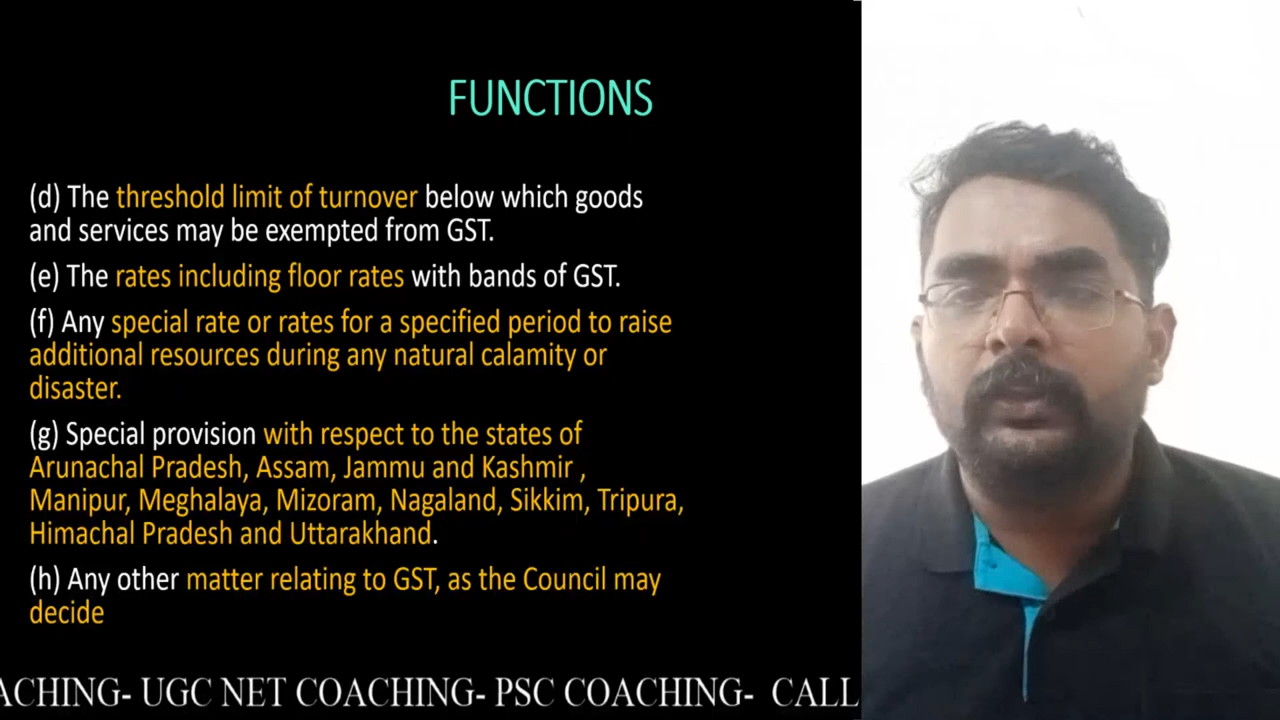 FUNCTIONS
(d) The threshold limit of turnover below which goods
and services may be exempted from GST.
(e) The rates including floor rates with bands of GST.
(f) Any special rate or rates for a specified period to raise
additional resources during any natural calamity or
disaster.
(g) Special provision with respect to the states of
Arunachal Pradesh, Assam, Jammu and Kashmir ,
Manipur, Meghalaya, Mizoram, Nagaland, Sikkim, Tripura,
Himachal Pradesh and Uttarakhand.
(h) Any other matter relating to GST, as the Council may
decide
ACHING- UGC NET COACHING- PSC COACHING- CALL